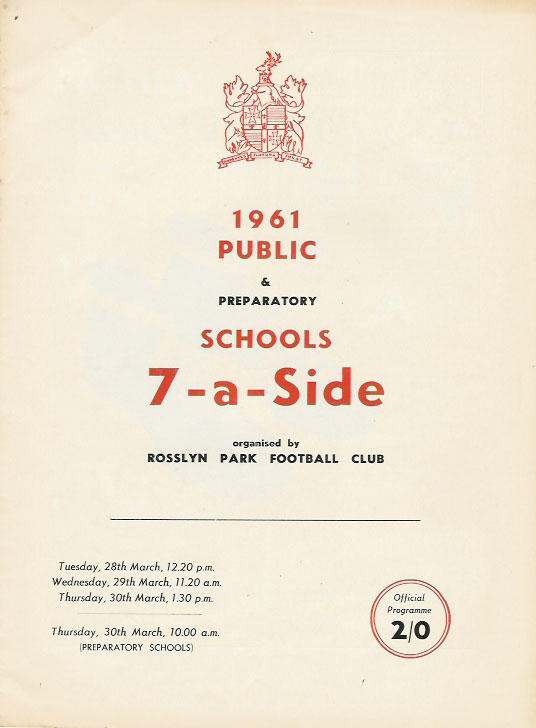 1961
PUBLIC
&
PREPARATORY
SCHOOLS
7-a-Side
organised by
ROSSLYN PARK FOOTBALL CLUB
Tuesday, 28th March, 12.20 p.m.
Wednesday, 29th March, 11.20 a.m.
Thursday, 30th March, 1.30 p.m.
Thursday, 30th March, 10.00 a.m.
(PREPARATORY SCHOOLS)
Official
Programme
2/0